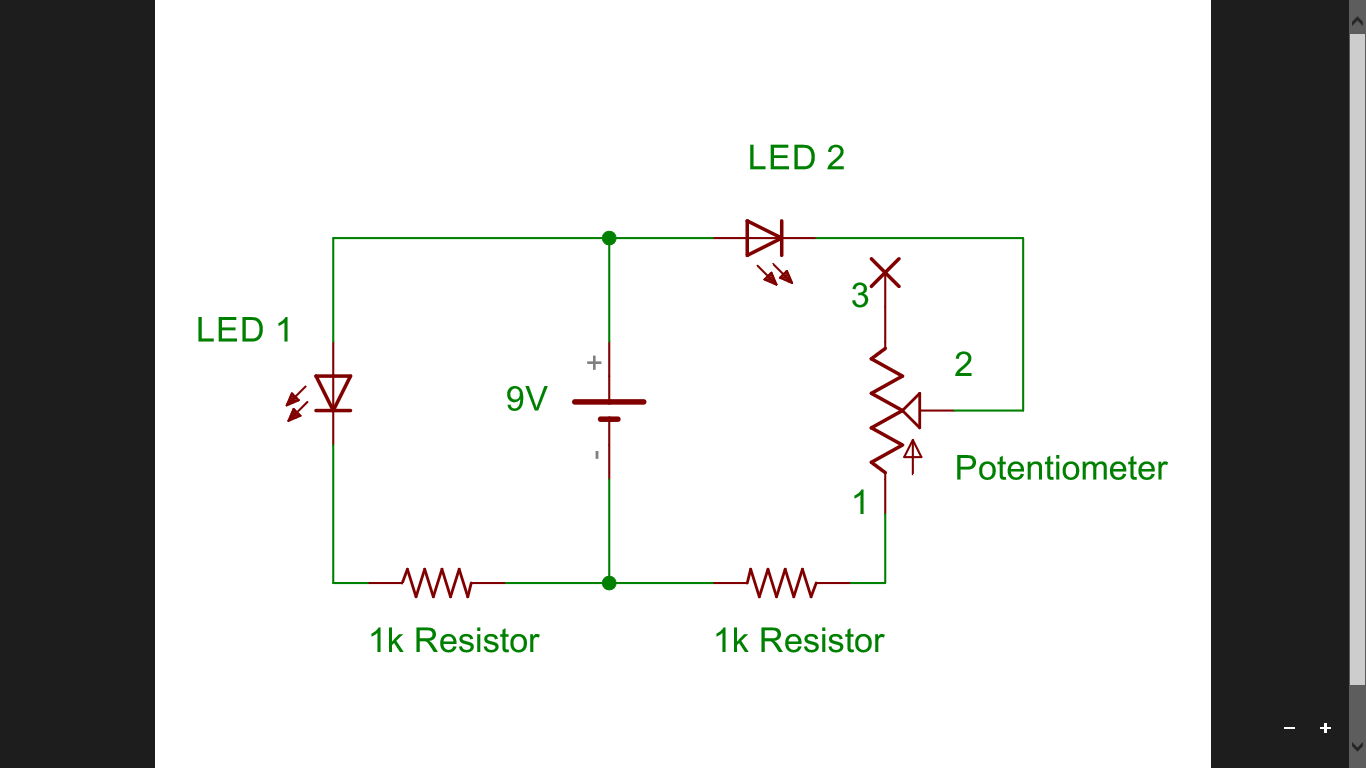 LED 2
3
LED 1
2
+
9V
-
Potentiometer
1
1k Resistor
1k Resistor